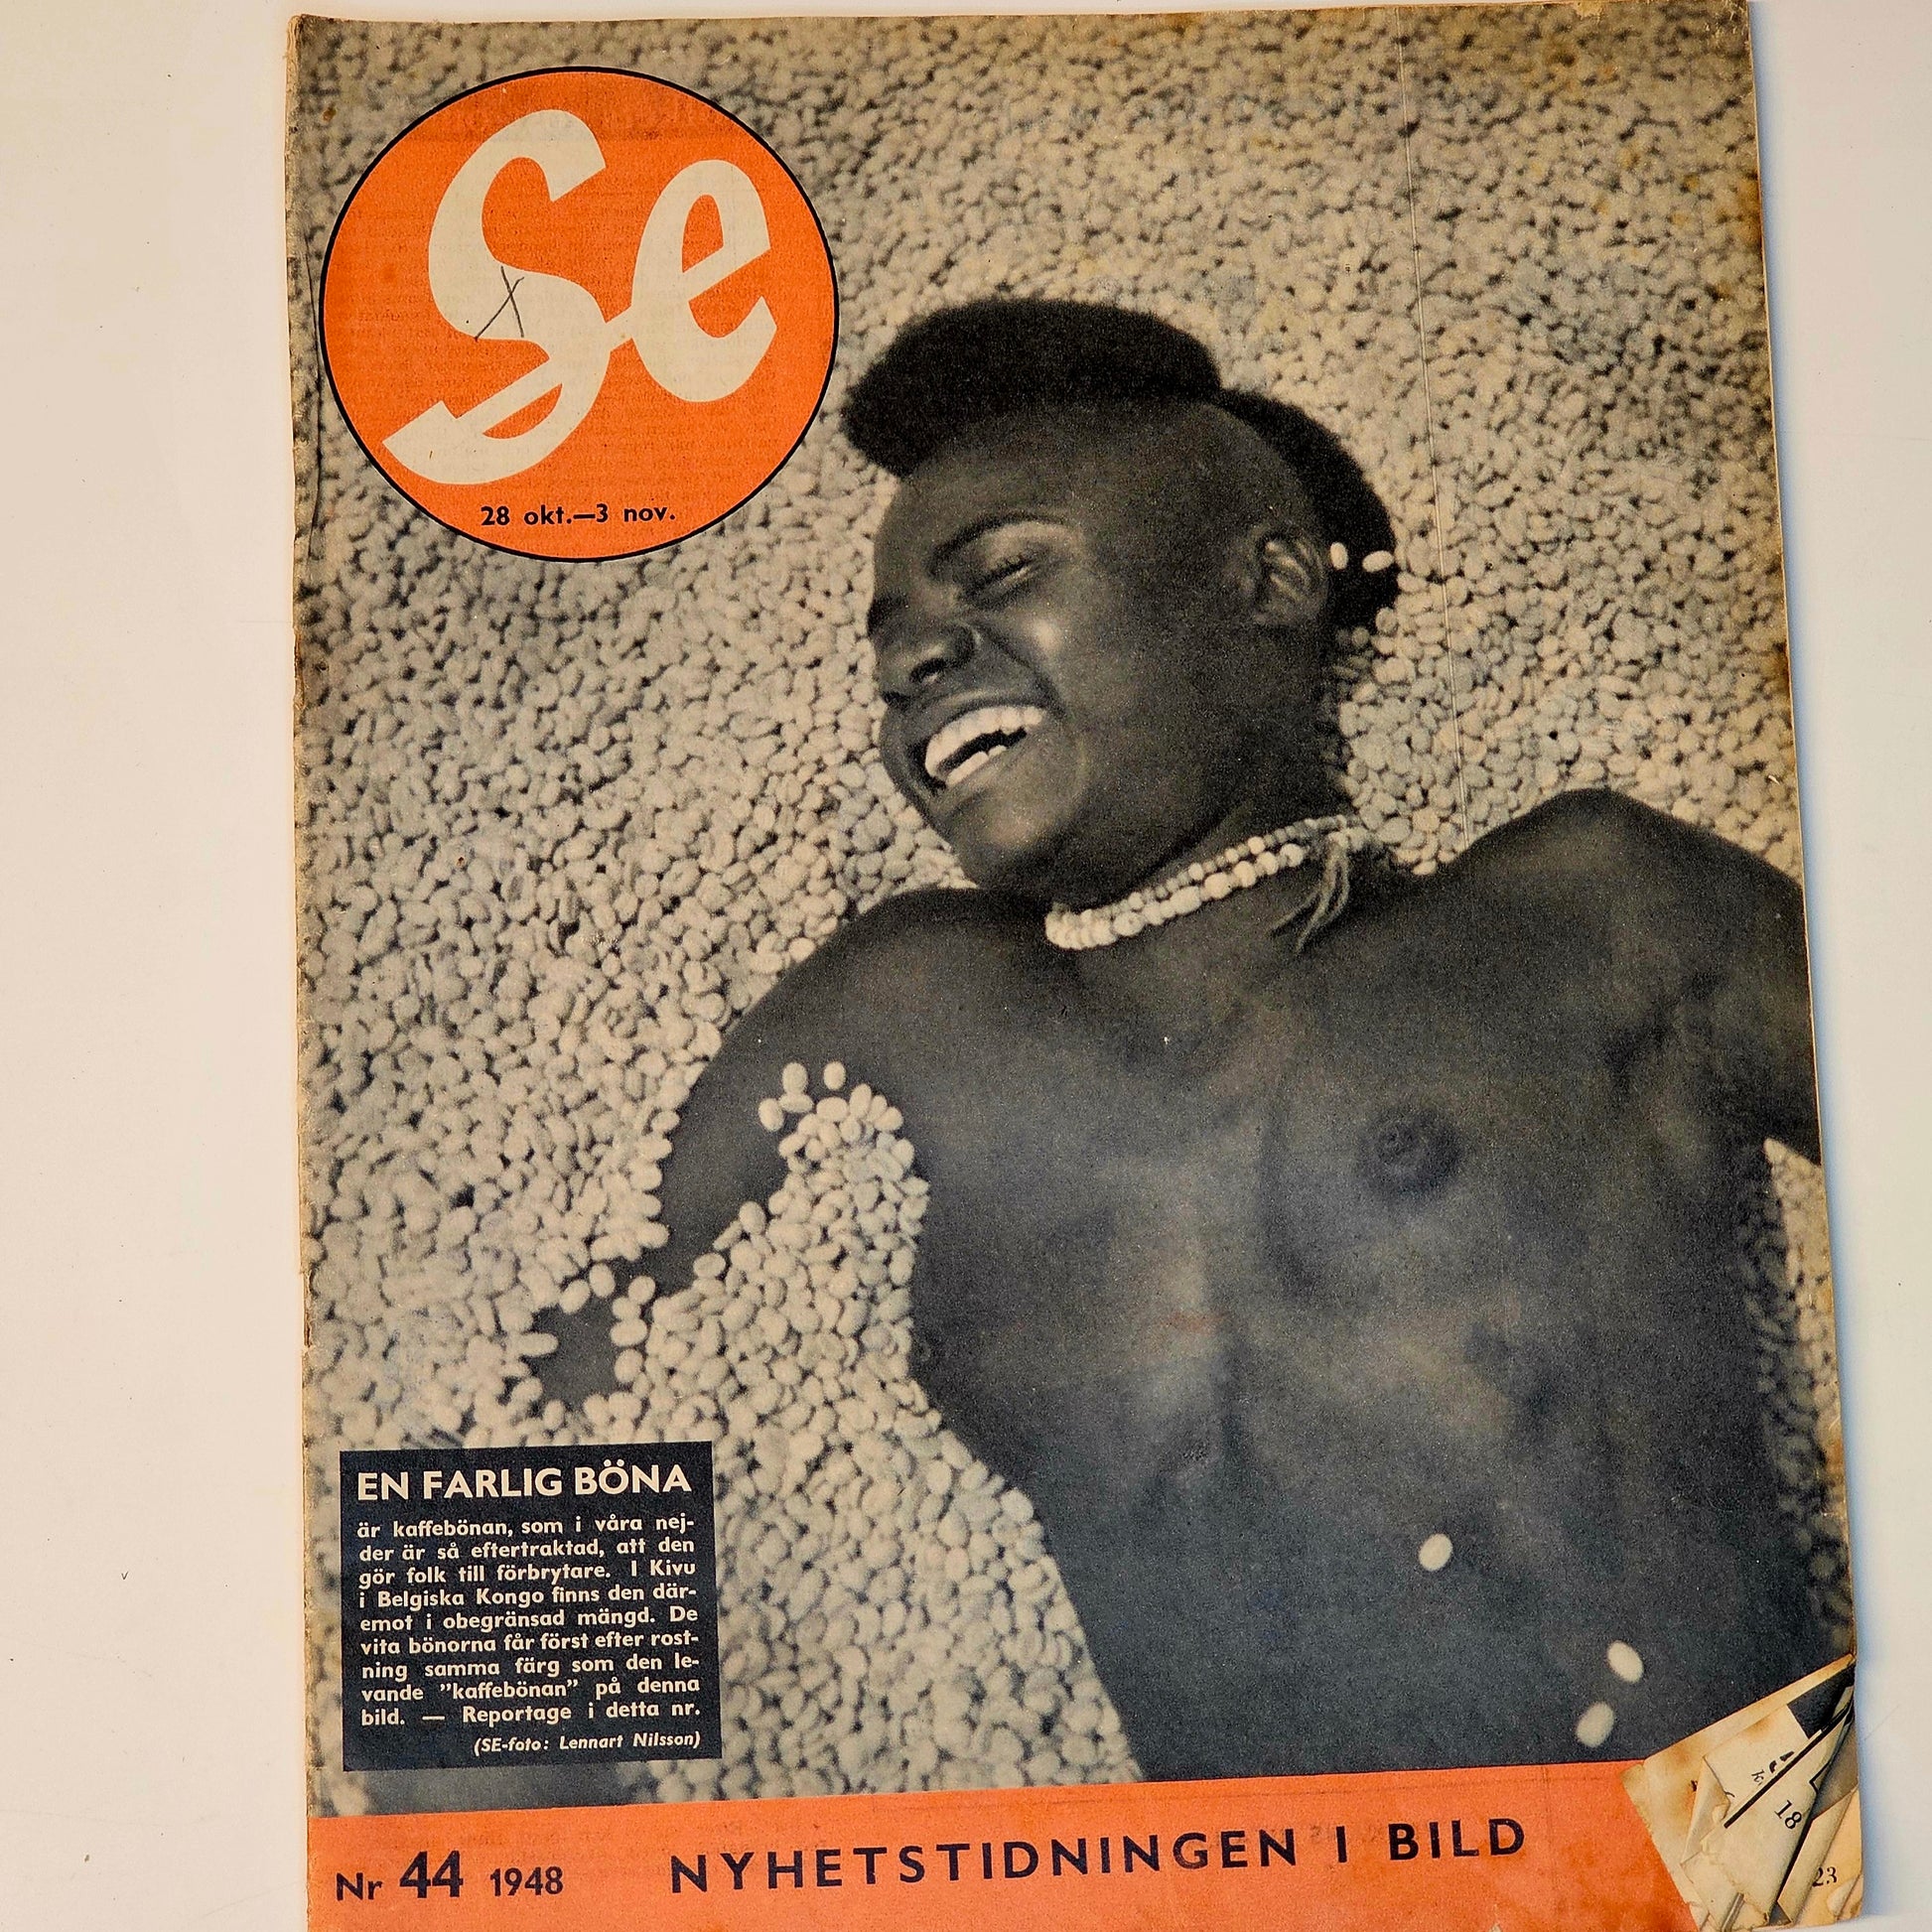 Se
28 okt.—3 nov.
EN FARLIG BÖNA
är kaffebönan, som i våra nej-
der är så eftertraktad, att den
gör folk till förbrytare. I Kivu
i Belgiska Kongo finns den där-
emot i obegränsad mängd. De
vita bönorna får först efter rost-
ning samma färg som den le-
vande ”kaffebönan” på denna
bild. — Reportage i detta nr.
(SE-foto: Lennart Nilsson)
Nr 44 1948
NYHETSTIDNINGEN I BILD
18
23